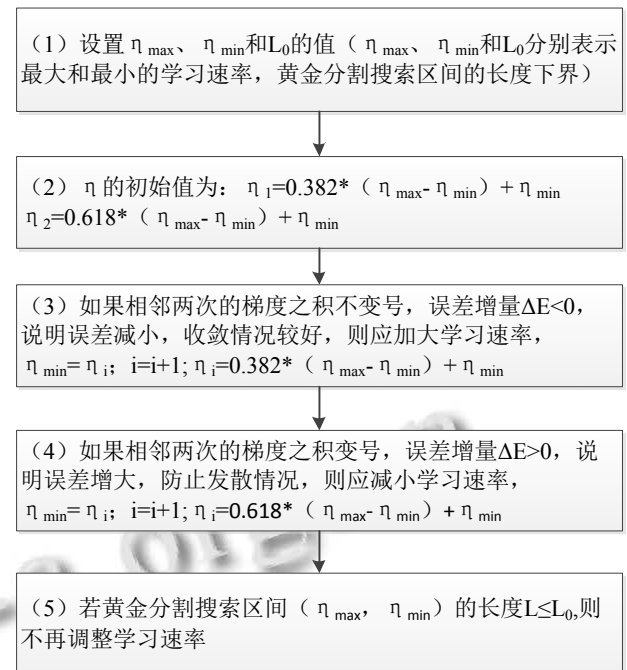 （1）设置η max、η min和L0的值（η max、η min和L0分别表示
最大和最小的学习速率，黄金分割搜索区间的长度下界）
（2）η的初始值为：η 1=0.382*（η max-η min）+η min
η 2=0.618*（η max-η min）+η min
（3）如果相邻两次的梯度之积不变号，误差增量ΔE<0，
说明误差减小，收敛情况较好，则应加大学习速率，
η min=η i；i=i+1; η i=0.382*（η max-η min）+η min
（4）如果相邻两次的梯度之积变号，误差增量ΔE>0，说
明误差增大，防止发散情况，则应减小学习速率，
η min=η i；i=i+1; η i=0.618*（η max-η min）+η min
（5）若黄金分割搜索区间（η max，η min）的长度L≤L0,则
不再调整学习速率